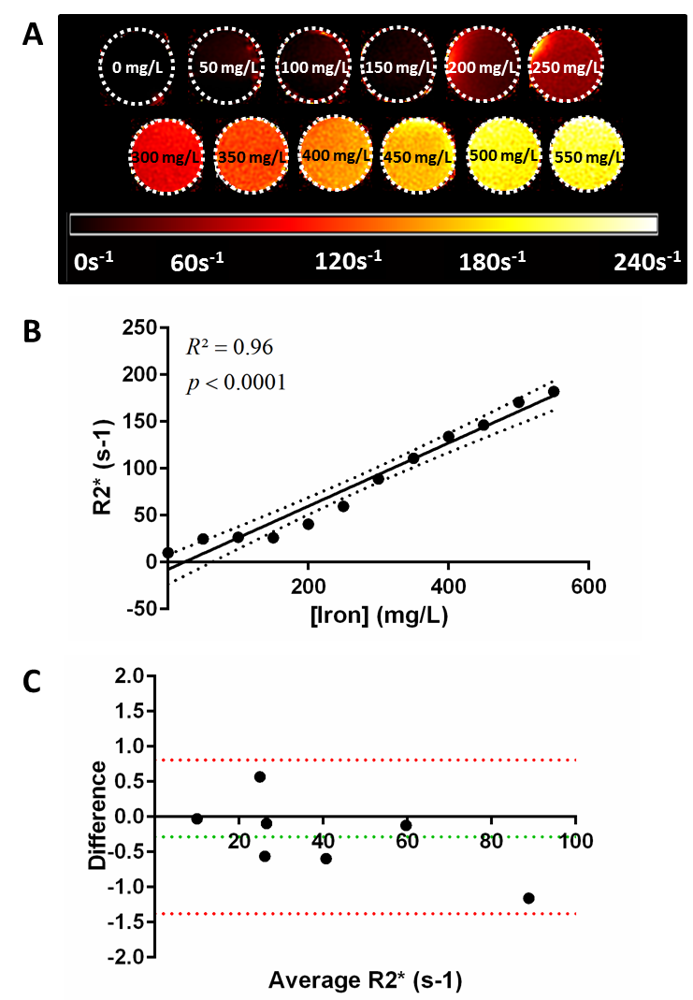 A
0 mg/L 50 mg/L 100 mg/L 150 mg/L 200 mg/L 250 mg/L
300 mg/L 350 mg/L 400 mg/L 450 mg/L 500 mg/L 550 mg/L
0s⁻¹ 60s⁻¹ 120s⁻¹ 180s⁻¹ 240s⁻¹
B
250
R² = 0.96
200
p < 0.0001
150
100
50
0
-50
R2* (s-1)
200 400 600
[Iron] (mg/L)
C
2.0
1.5
1.0
0.5
0.0
-0.5
-1.0
-1.5
-2.0
Difference
20 40 60 80 100
Average R2* (s-1)